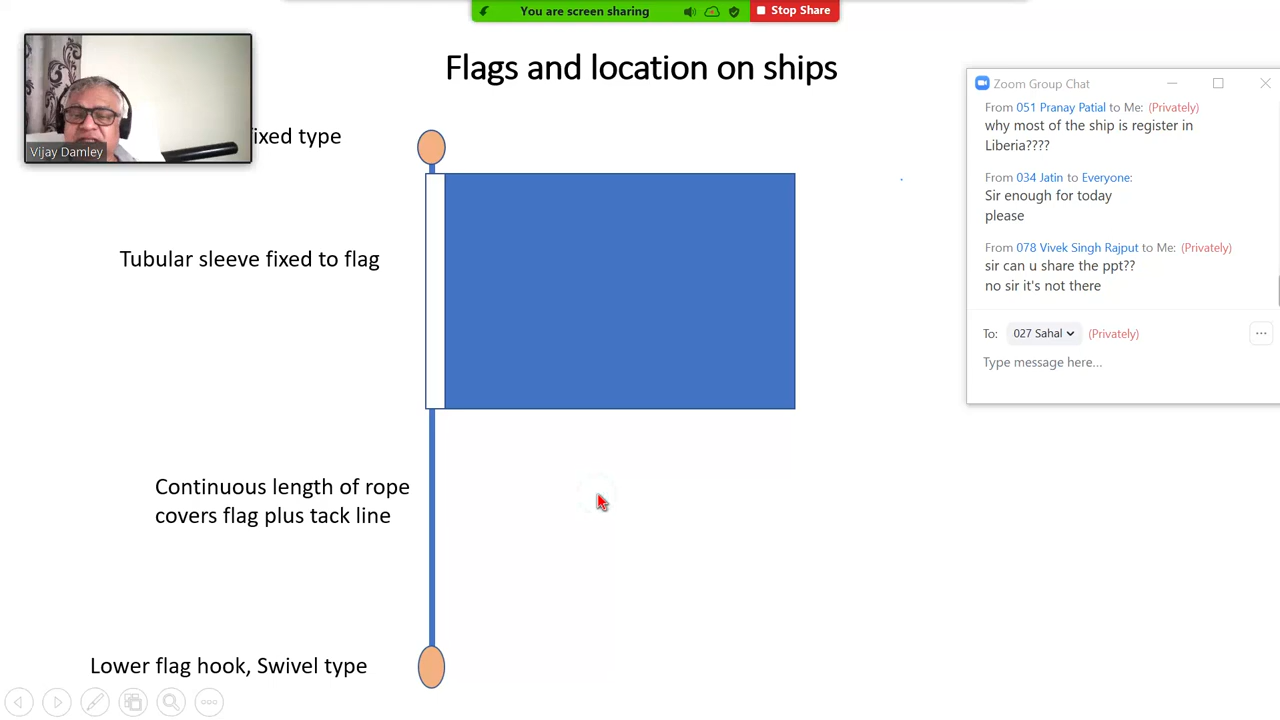 You are screen sharing
Stop Share
Flags and location on ships
Vijay Damley
fixed type
Tubular sleeve fixed to flag
Continuous length of rope
covers flag plus tack line
Lower flag hook, Swivel type
Zoom Group Chat
From 051 Pranay Patial to Me: (Privately)
why most of the ship is register in
Liberia????
From 034 Jatin to Everyone:
Sir enough for today
please
From 078 Vivek Singh Rajput to Me: (Privately)
sir can u share the ppt??
no sir it's not there
To: 027 Sahal (Privately)
Type message here...